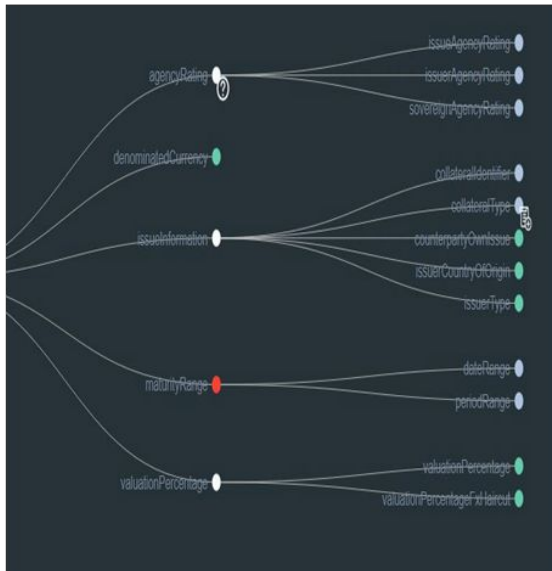 issueAgencyRating
agencyRating
issuerAgencyRating
?
sovereignAgencyRating
denominatedCurrency
collateralIdentifier
collateralType
issueInformation
counterpartyOwnIssue
issuerCountryOfOrigin
issuerType
dateRange
maturityRange
periodRange
valuationPercentage
valuationPercentage
valuationPercentageFxHaircut